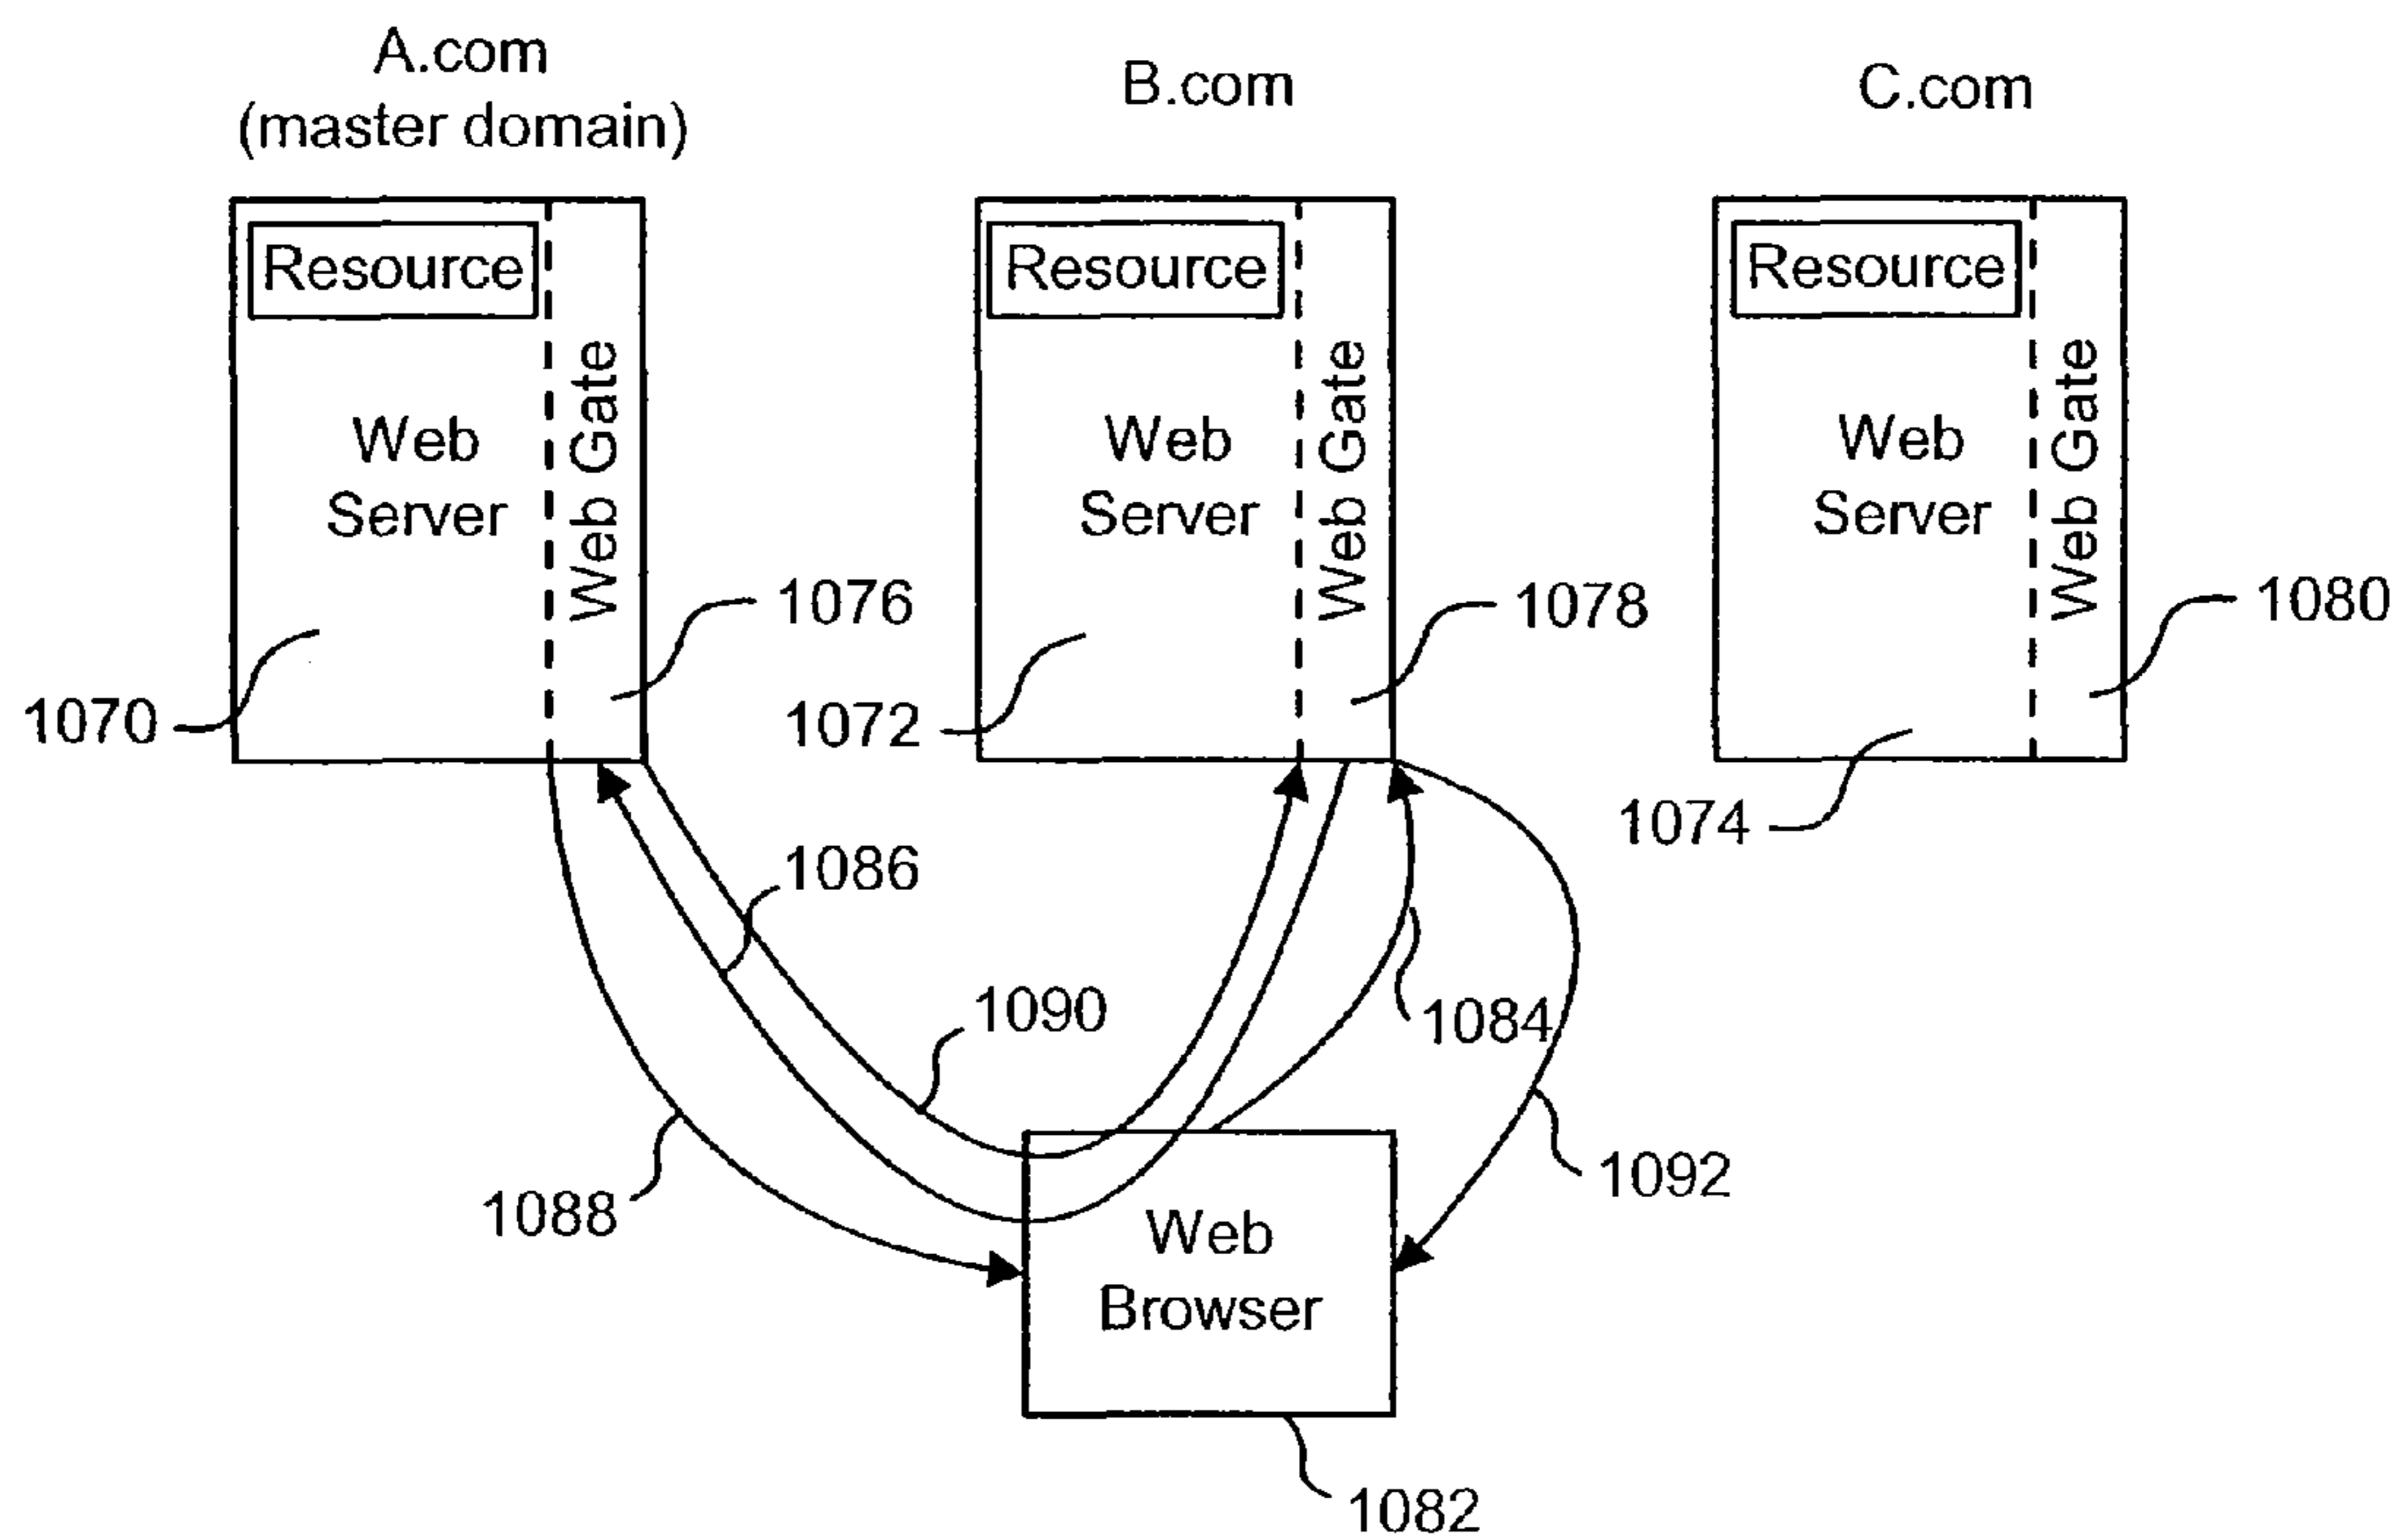 A.com
(master domain)
B.com
C.com
Resource
Web
Server
Web Gate
1070
1076
Resource
Web
Server
Web Gate
1072
1078
Resource
Web
Server
Web Gate
1074
1080
1086
1090
1084
1088
1092
Web
Browser
1082